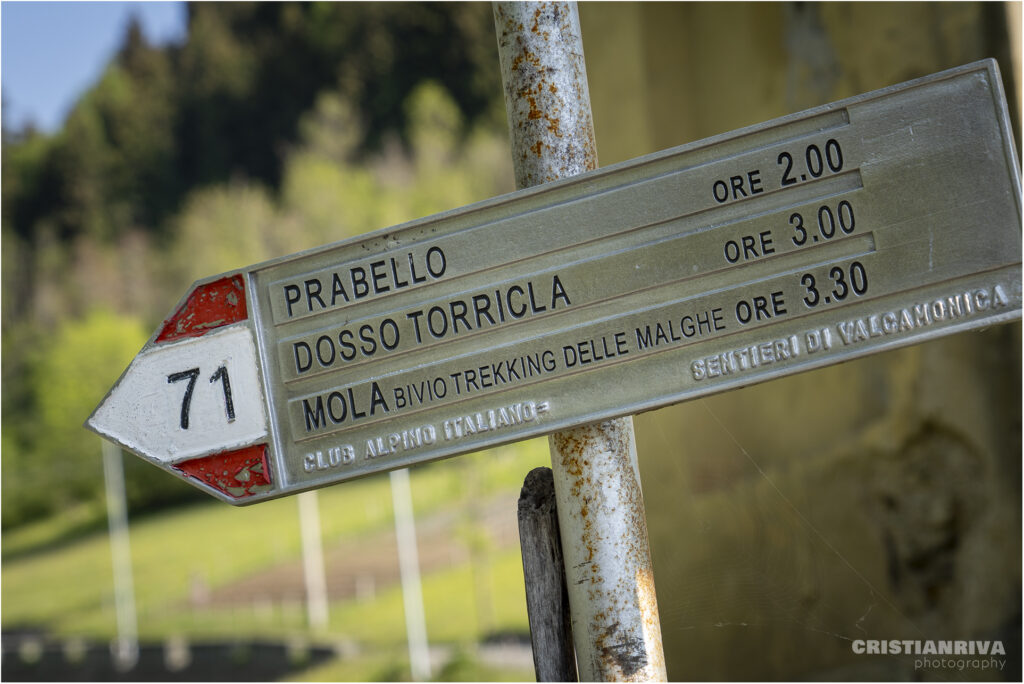 71
PRABELLO ORE 2.00
DOSSO TORRICLA ORE 3.00
MOLA BIVIO TREKKING DELLE MALGHE ORE 3.30
CLUB ALPINO ITALIANO= SENTIERI DI VALCAMONICA
CRISTIANRIVA
photography